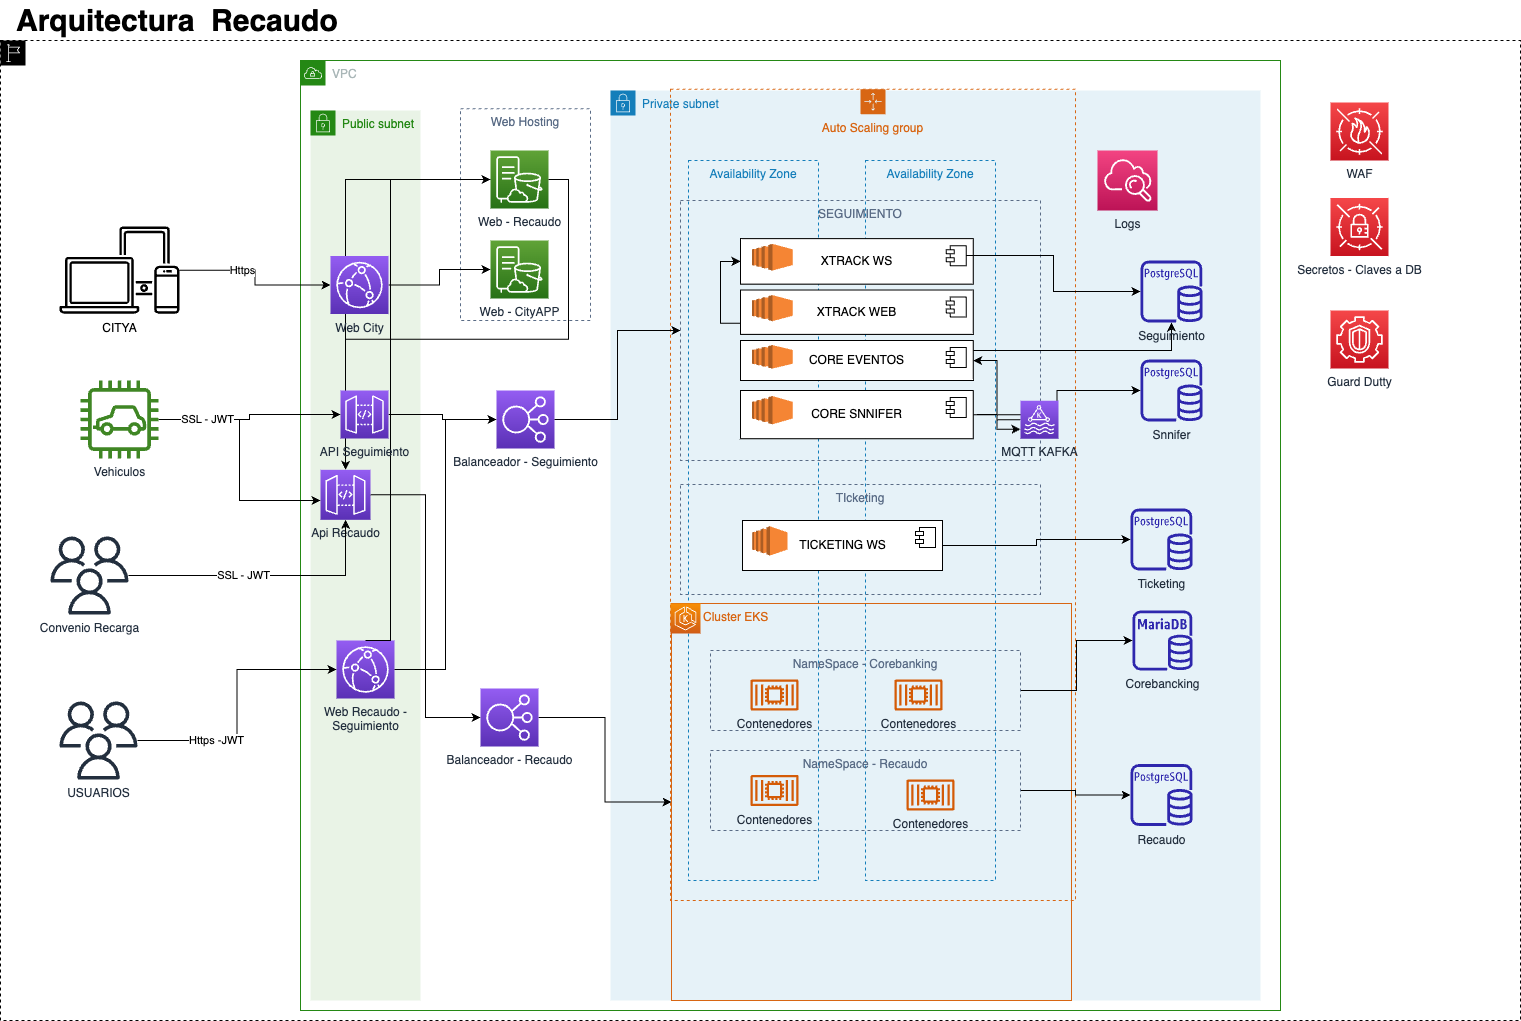 Arquitectura Recaudo
VPC
Public subnet
Web Hosting
Web - Recaudo
Web - CityAPP
Private subnet
Auto Scaling group
Availability Zone
Availability Zone
SEGUIMIENTO
XTRACK WS
XTRACK WEB
CORE EVENTOS
CORE SNNIFER
MQTT KAFKA
Logs
WAF
Secretos - Claves a DB
Guard Dutty
CITYA
Https
Web City
Vehiculos
SSL - JWT
API Seguimiento
Balanceador - Seguimiento
Api Recaudo
Convenio Recarga
SSL - JWT
USUARIOS
Https -JWT
Web Recaudo -
Seguimiento
Balanceador - Recaudo
PostgreSQL
Seguimiento
PostgreSQL
Snnifer
TIcketing
TICKETING WS
PostgreSQL
Ticketing
Cluster EKS
NameSpace - Corebanking
Contenedores
Contenedores
MariaDB
Corebancking
NameSpace - Recaudo
Contenedores
Contenedores
PostgreSQL
Recaudo